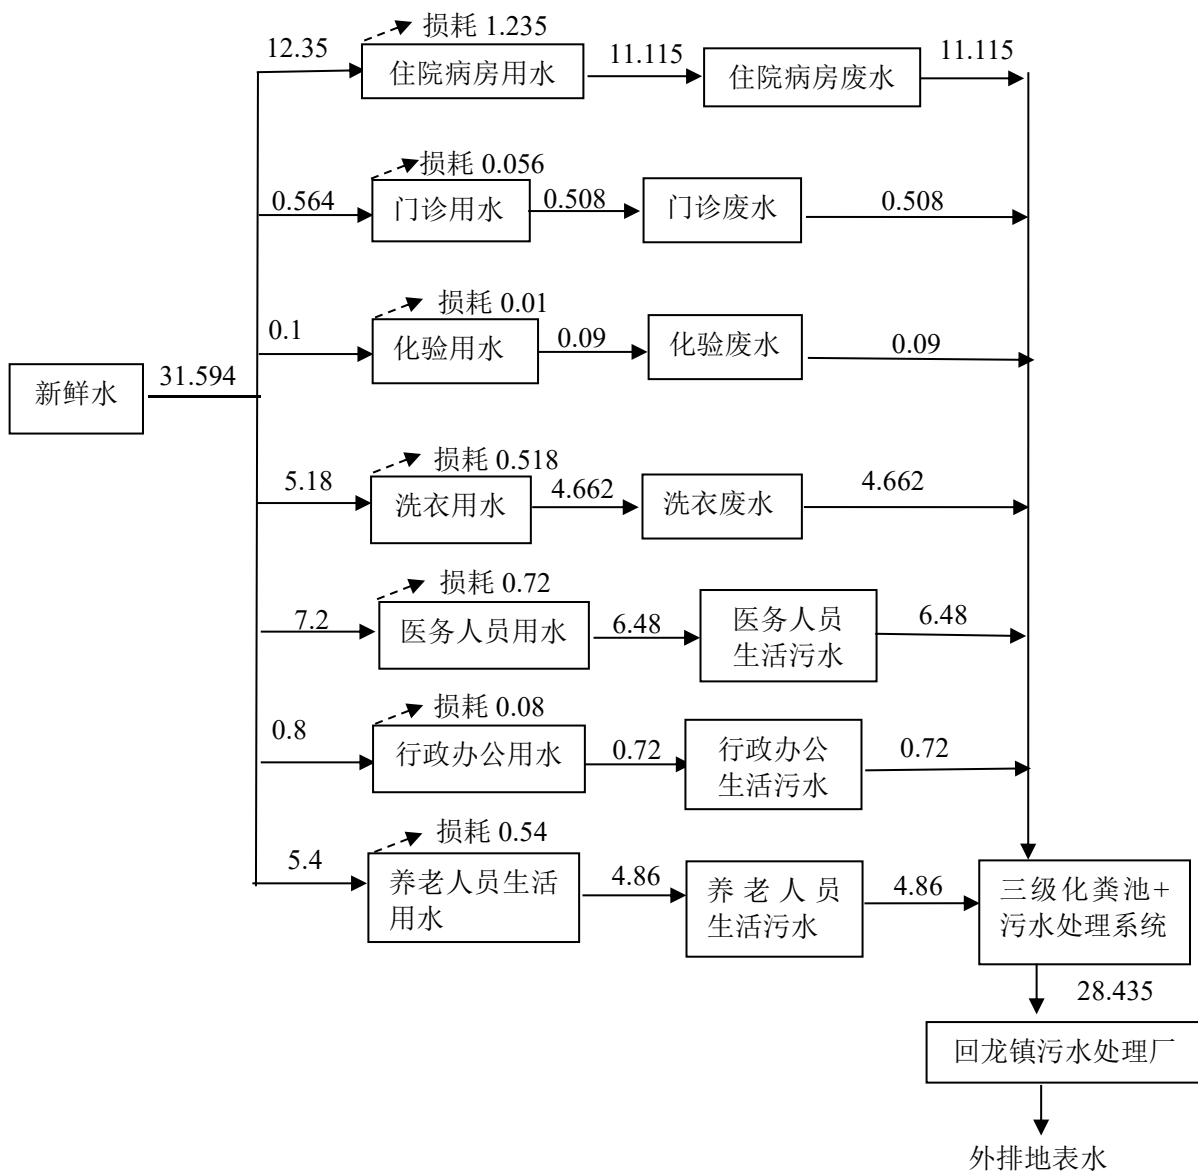 损耗 1.235
12.35
住院病房用水
11.115
住院病房废水
11.115
损耗 0.056
0.564
门诊用水
0.508
门诊废水
0.508
损耗 0.01
0.1
化验用水
0.09
化验废水
0.09
新鲜水
31.594
损耗 0.518
5.18
洗衣用水
4.662
洗衣废水
4.662
损耗 0.72
7.2
医务人员用水
6.48
医务人员
生活污水
6.48
损耗 0.08
0.8
行政办公用水
0.72
行政办公
生活污水
0.72
损耗 0.54
5.4
养老人员生活
用水
4.86
养老人员
生活污水
4.86
三级化粪池+
污水处理系统
28.435
回龙镇污水处理厂
外排地表水